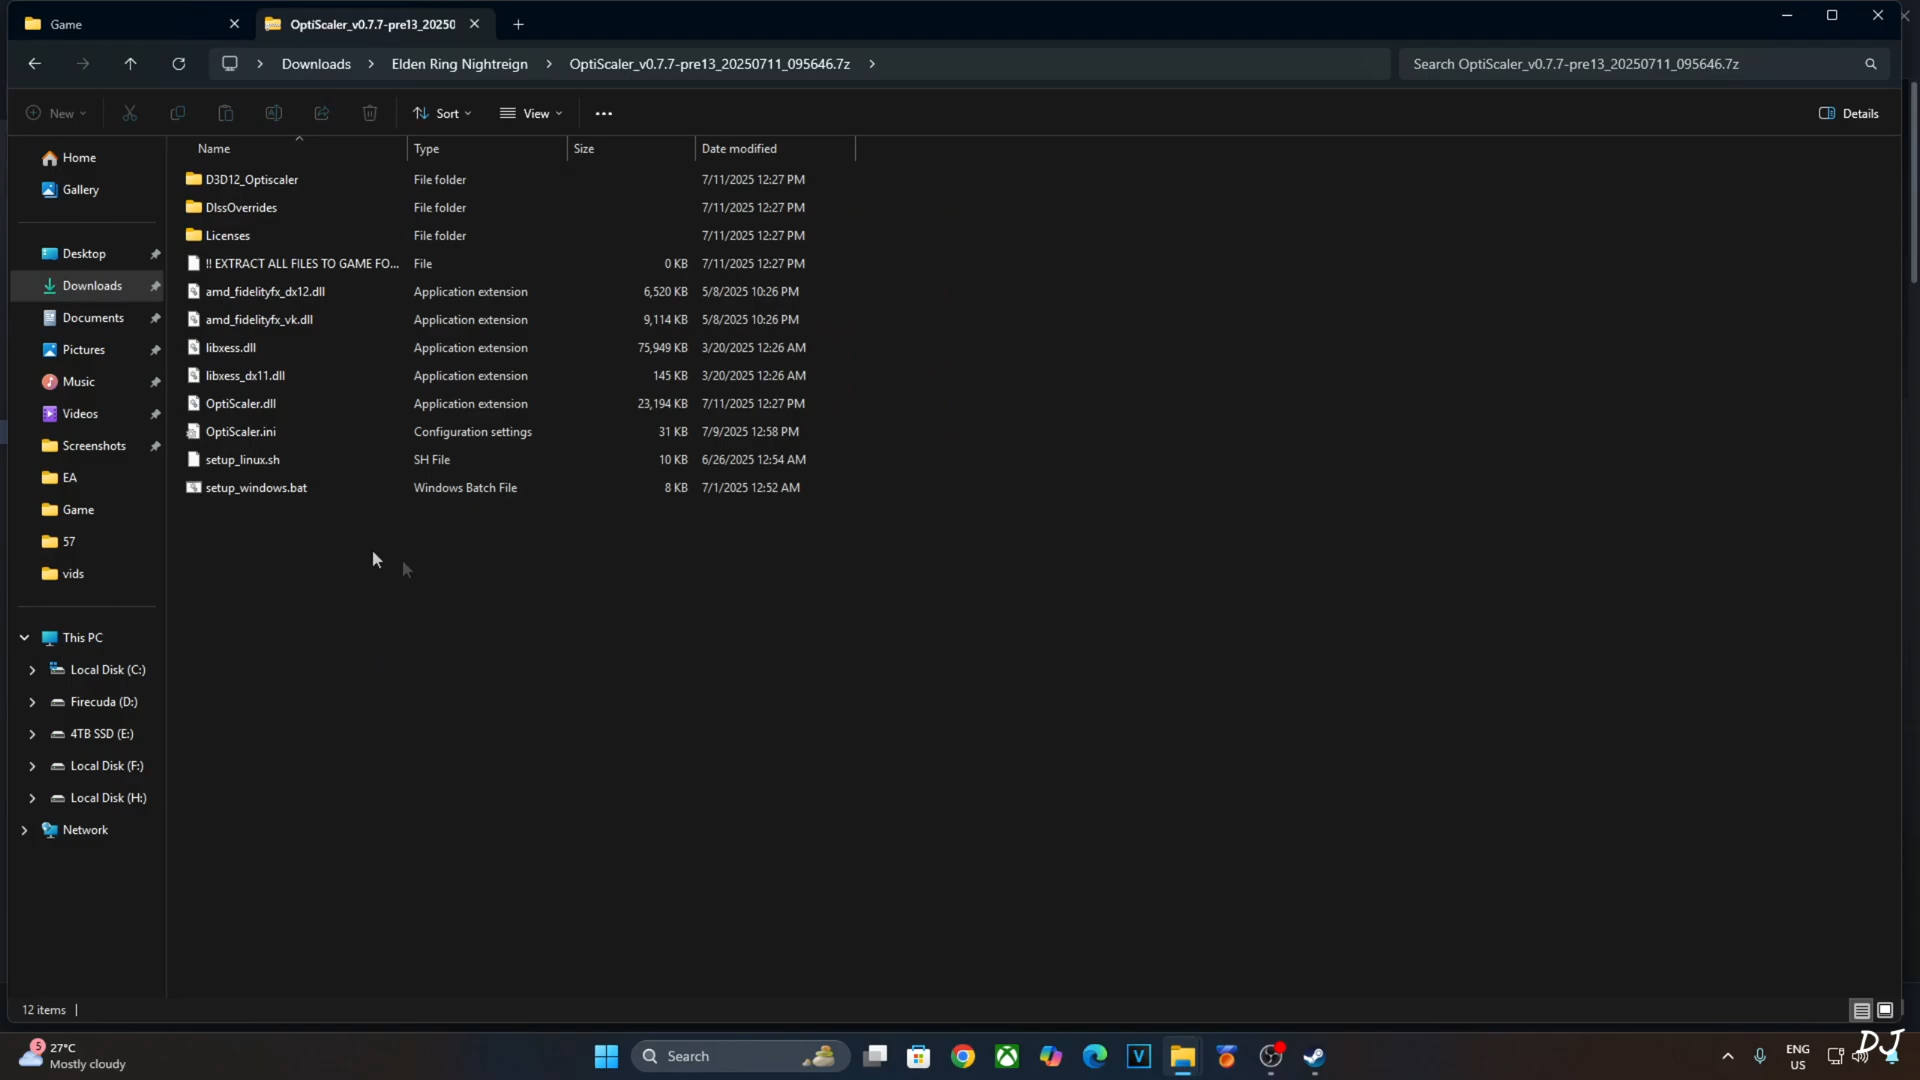 Game
OptiScaler_v0.7.7-pre13_20250
Downloads
Elden Ring Nightreign
OptiScaler_v0.7.7-pre13_20250711_095646.7z
Search OptiScaler_v0.7.7-pre13_20250711_095646.7z
New
Sort
View
Details
Name Type Size Date modified
D3D12_Optiscaler File folder 7/11/2025 12:27 PM
DlssOverrides File folder 7/11/2025 12:27 PM
Licenses File folder 7/11/2025 12:27 PM
!! EXTRACT ALL FILES TO GAME FO... File 0 KB 7/11/2025 12:27 PM
amd_fidelityfx_dx12.dll Application extension 6,520 KB 5/8/2025 10:26 PM
amd_fidelityfx_vk.dll Application extension 9,114 KB 5/8/2025 10:26 PM
libxess.dll Application extension 75,949 KB 3/20/2025 12:26 AM
libxess_dx11.dll Application extension 145 KB 3/20/2025 12:26 AM
OptiScaler.dll Application extension 23,194 KB 7/11/2025 12:27 PM
OptiScaler.ini Configuration settings 31 KB 7/9/2025 12:58 PM
setup_linux.sh SH File 10 KB 6/26/2025 12:54 AM
setup_windows.bat Windows Batch File 8 KB 7/1/2025 12:52 AM
Home
Gallery
Desktop
Downloads
Documents
Pictures
Music
Videos
Screenshots
EA
Game
57
vids
This PC
Local Disk (C:)
Firecuda (D:)
4TB SSD (E:)
Local Disk (F:)
Local Disk (H:)
Network
12 items
5
27°C
Mostly cloudy
Search
V
ENG
US
DJ